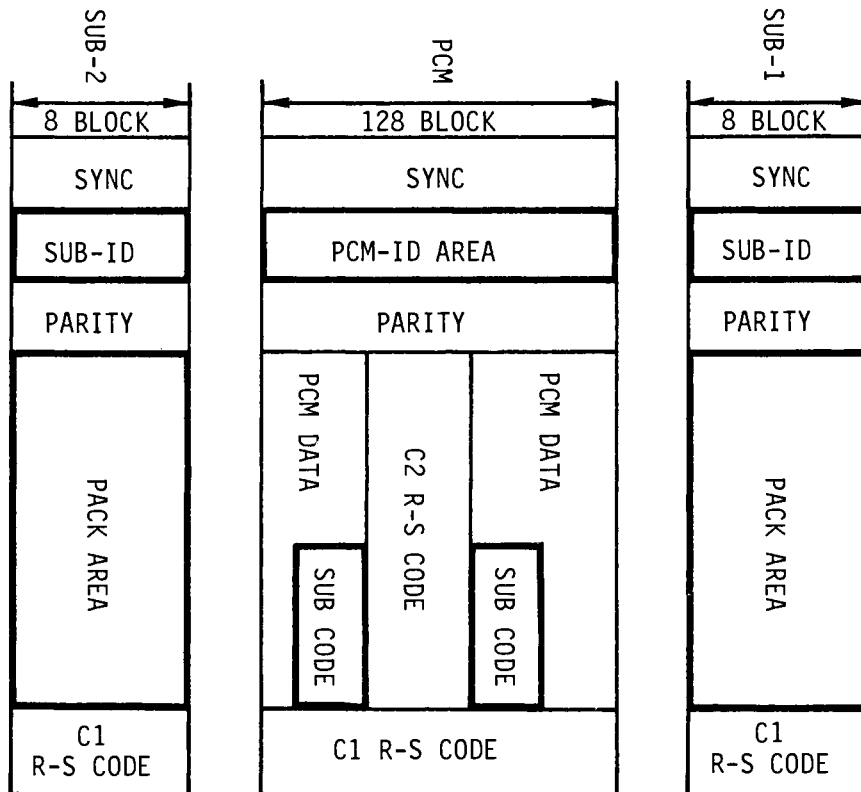 SUB-2
PCM
SUB-1
8 BLOCK
128 BLOCK
8 BLOCK
SYNC
SYNC
SYNC
SUB-ID
PCM-ID AREA
SUB-ID
PARITY
PARITY
PARITY
PACK AREA
PCM DATA
SUB CODE
C2 R-S CODE
PCM DATA
SUB CODE
PACK AREA
C1
R-S CODE
C1 R-S CODE
C1
R-S CODE